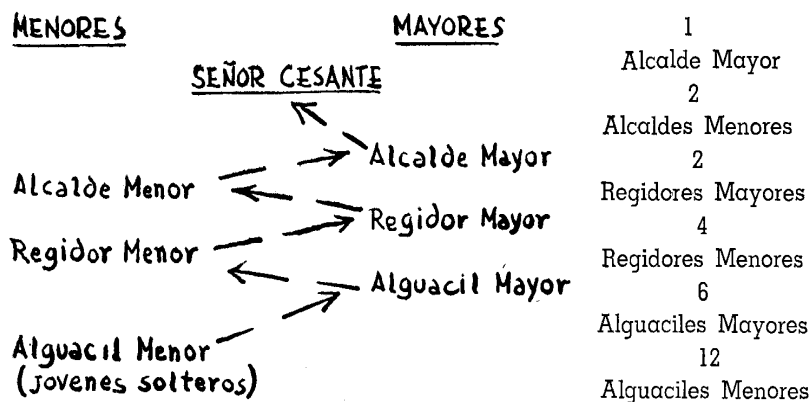 MENORES
MAYORES
SEÑOR CESANTE
Alcalde Mayor
Alcalde Menor
Regidor Mayor
Regidor Menor
Alguacil Mayor
Alguacil Menor
(jovenes solteros)
1
Alcalde Mayor
2
Alcaldes Menores
2
Regidores Mayores
4
Regidores Menores
6
Alguaciles Mayores
12
Alguaciles Menores